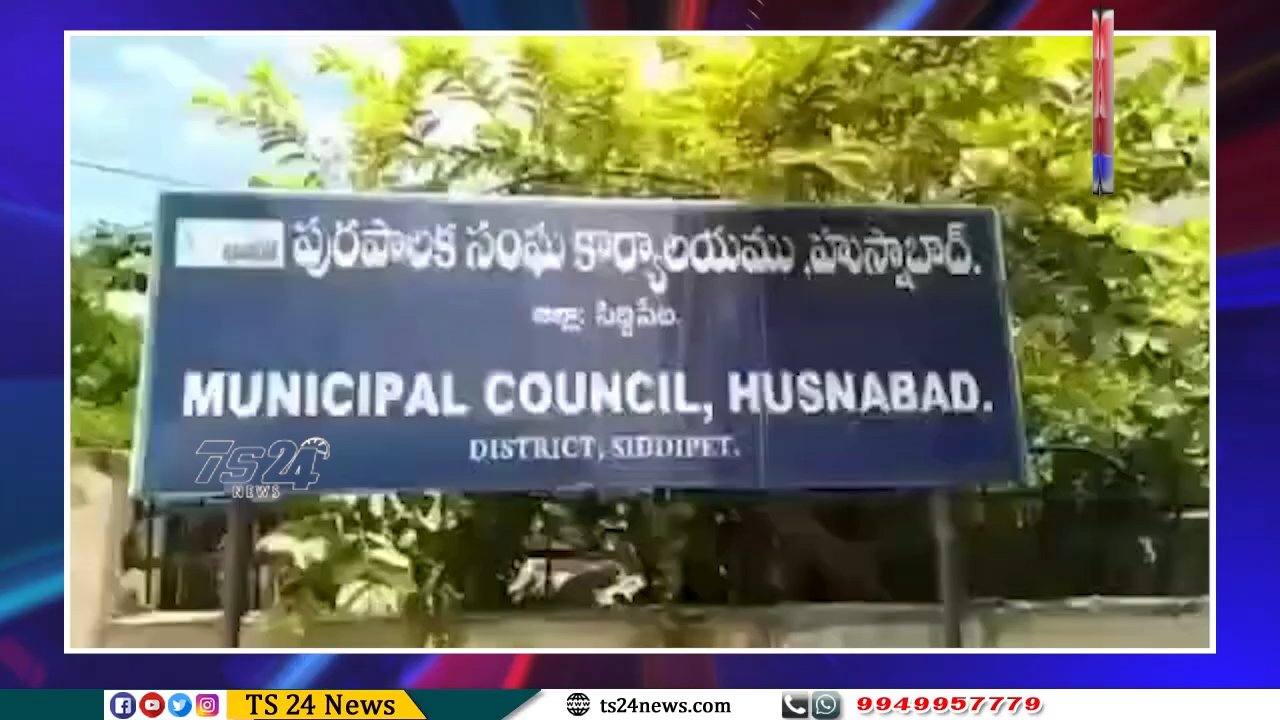 పురపాలక సంఘ కార్యాలయము ,హుస్నాబాద్.
జిల్లా: సిద్దిపేట.
MUNICIPAL COUNCIL, HUSNABAD.
DISTRICT, SIDDIPET.
TS24
NEWS
TS 24 News
ts24news.com
9949957779